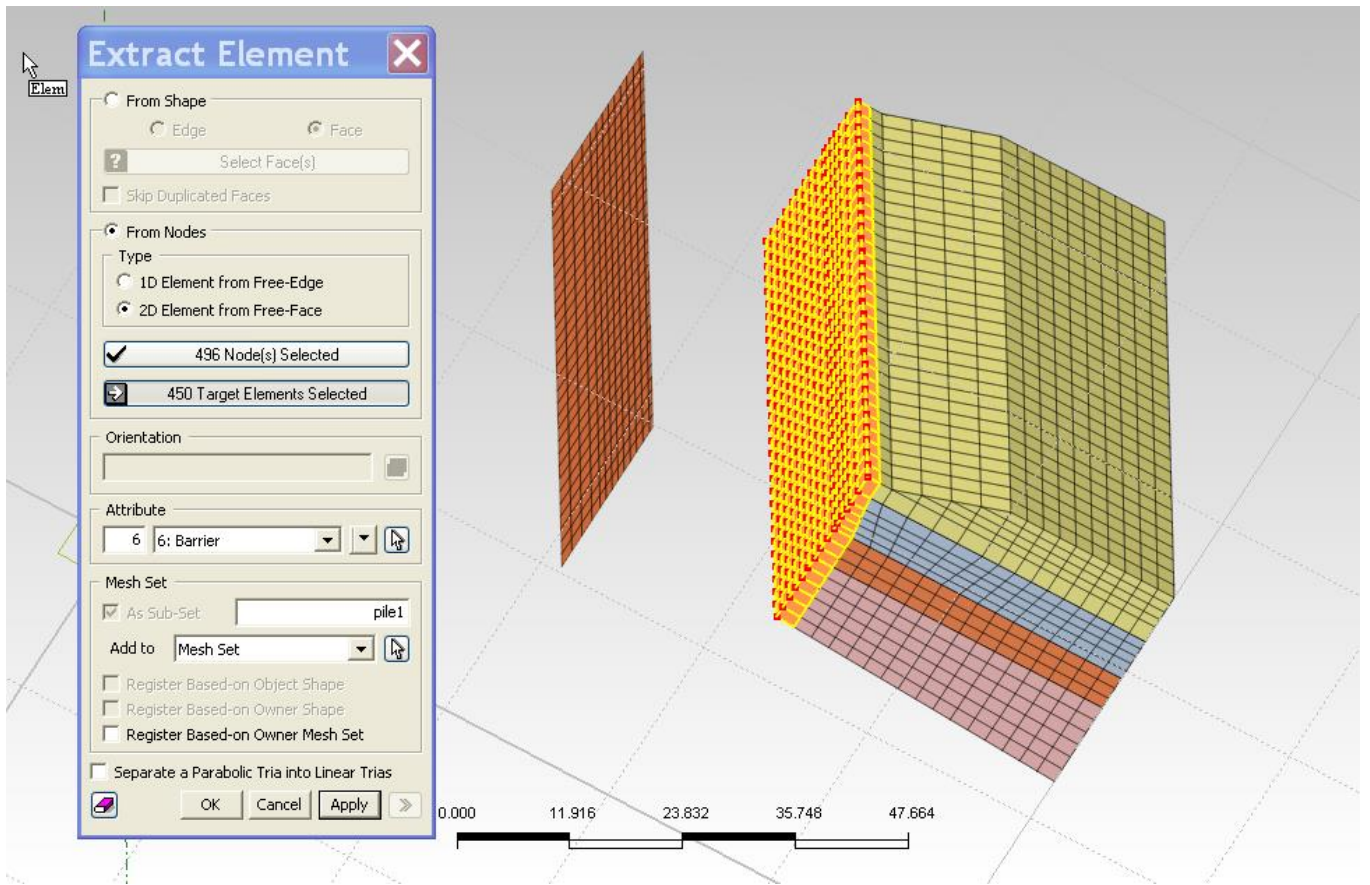 Extract Element
Elem
From Shape
Edge Face
Select Face(s)
Skip Duplicated Faces
From Nodes
Type
1D Element from Free-Edge
2D Element from Free-Face
496 Node(s) Selected
450 Target Elements Selected
Orientation
Attribute
6 6: Barrier
Mesh Set
As Sub-Set pile1
Add to Mesh Set
Register Based-on Object Shape
Register Based-on Owner Shape
Register Based-on Owner Mesh Set
Separate a Parabolic Tria into Linear Trias
OK Cancel Apply
0.000 11.916 23.832 35.748 47.664